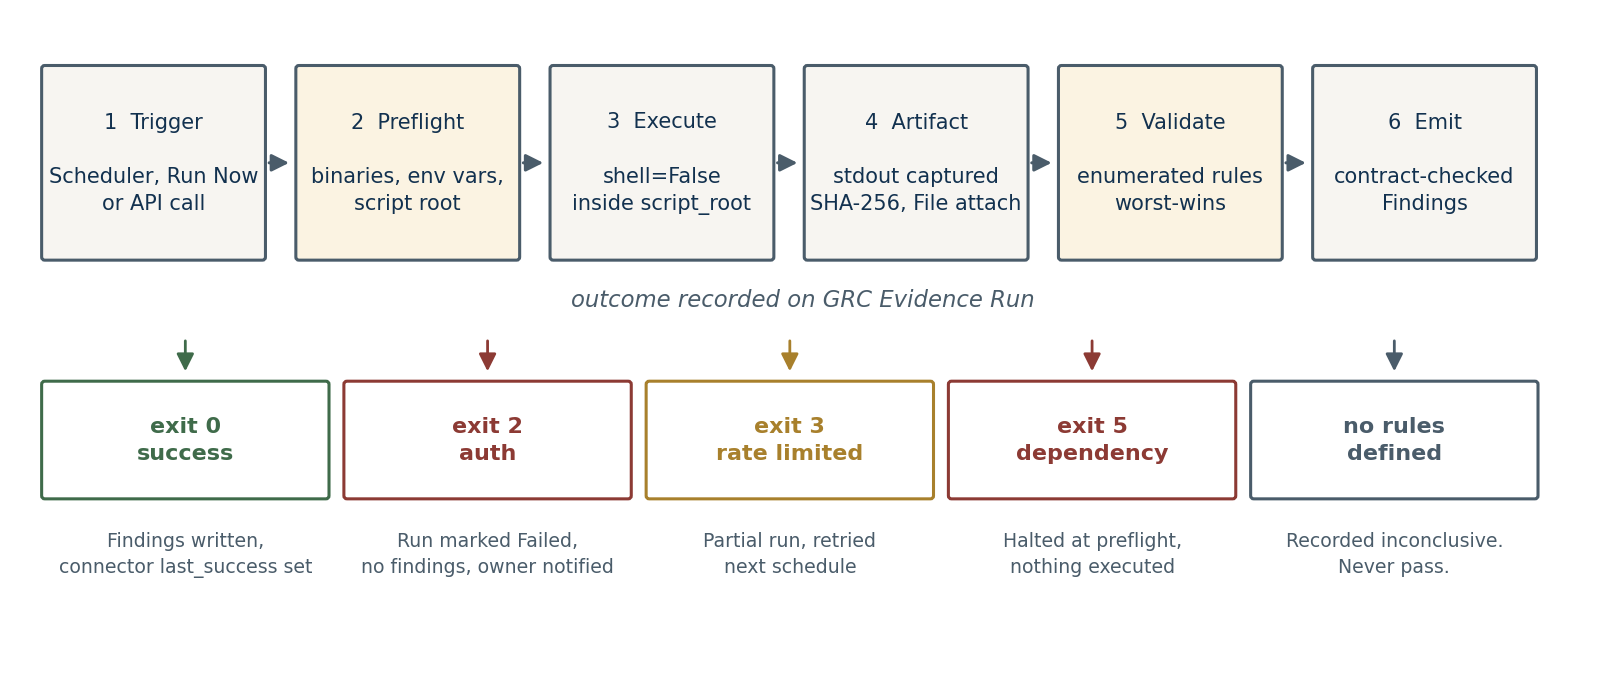 1  Trigger
Scheduler, Run Now
or API call
2  Preflight
binaries, env vars,
script root
3  Execute
shell=False
inside script_root
4  Artifact
stdout captured
SHA-256, File attach
5  Validate
enumerated rules
worst-wins
6  Emit
contract-checked
Findings
outcome recorded on GRC Evidence Run
exit 0
success
Findings written,
connector last_success set
exit 2
auth
Run marked Failed,
no findings, owner notified
exit 3
rate limited
Partial run, retried
next schedule
exit 5
dependency
Halted at preflight,
nothing executed
no rules
defined
Recorded inconclusive.
Never pass.